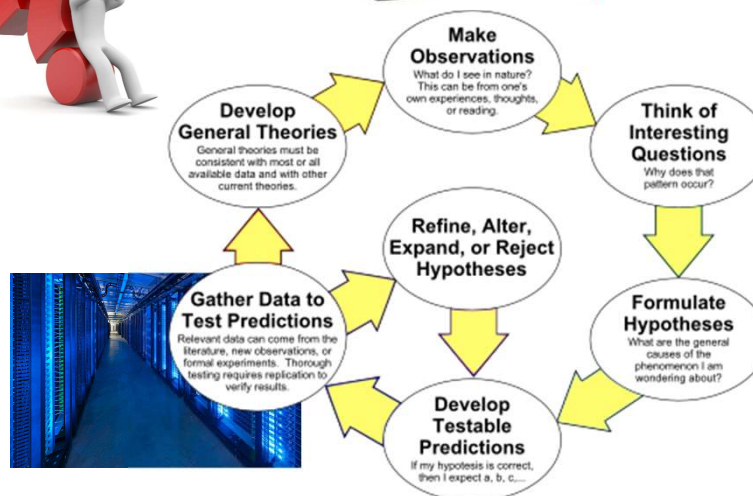 Make
Observations
What do I see in nature?
This can be from one's
own experiences, thoughts,
or reading.
Think of
Interesting
Questions
Why does that
pattern occur?
Formulate
Hypotheses
What are the general
causes of the
phenomenon I am
wondering about?
Develop
Testable
Predictions
If my hypotesis is correct,
then I expect a, b, c,...
Gather Data to
Test Predictions
Relevant data can come from the
literature, new observations, or
formal experiments. Thorough
testing requires replication to
verify results.
Refine, Alter,
Expand, or Reject
Hypotheses
Develop
General Theories
General theories must be
consistent with most or all
available data and with other
current theories.